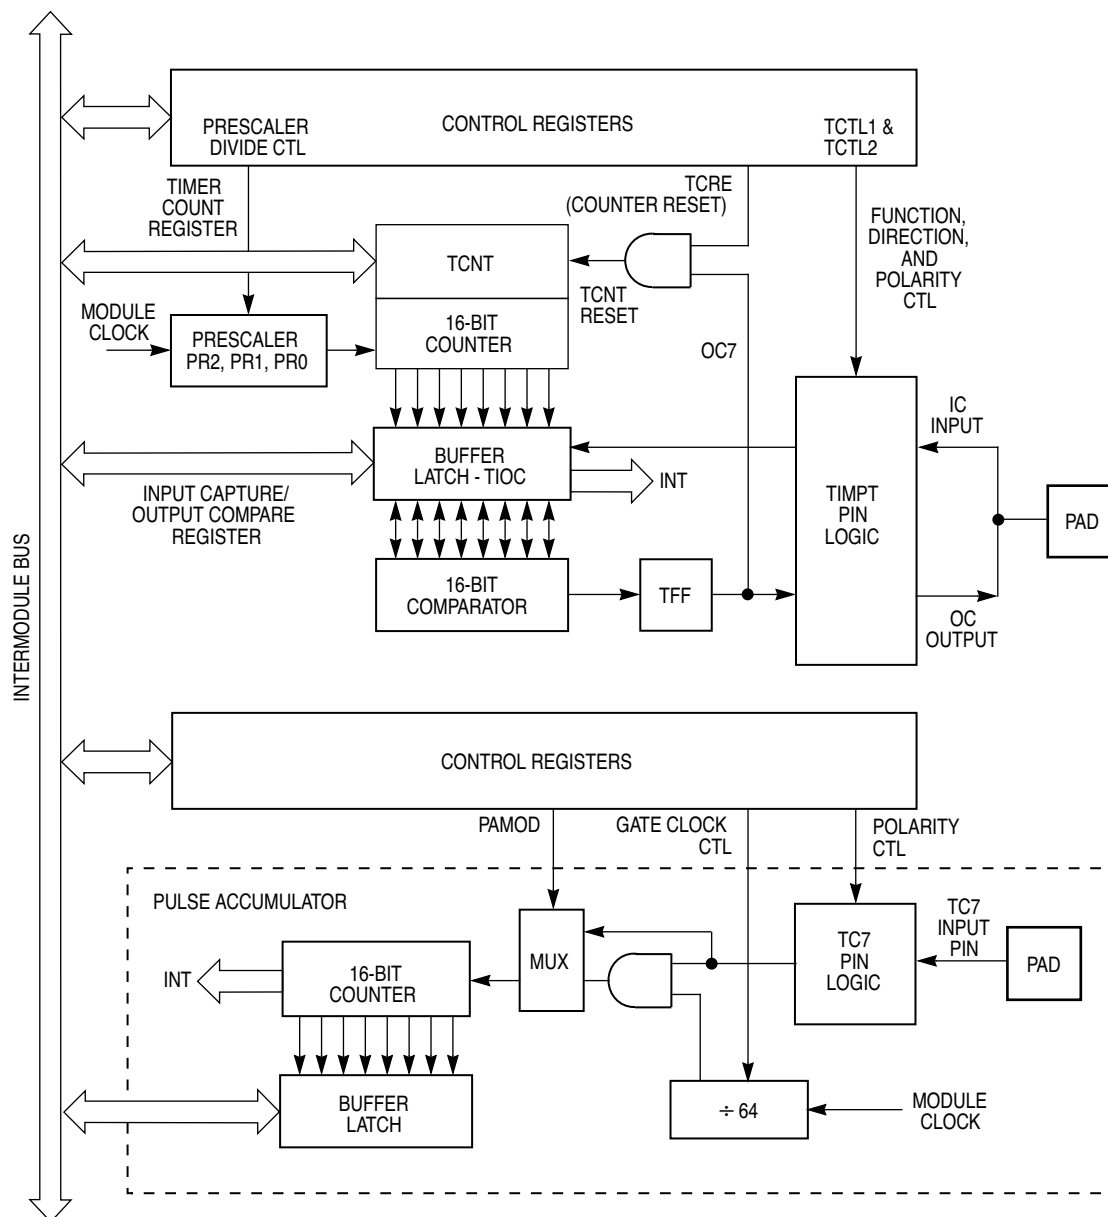 INTERMODULE BUS
PRESCALER
DIVIDE CTL
CONTROL REGISTERS
TCTL1 &
TCTL2
TIMER
COUNT
REGISTER
TCRE
(COUNTER RESET)
FUNCTION,
DIRECTION,
AND
POLARITY
CTL
TCNT
TCNT
RESET
MODULE
CLOCK
PRESCALER
PR2, PR1, PR0
16-BIT
COUNTER
OC7
IC
INPUT
BUFFER
LATCH - TIOC
INT
INPUT CAPTURE/
OUTPUT COMPARE
REGISTER
TIMPT
PIN
LOGIC
PAD
16-BIT
COMPARATOR
TFF
OC
OUTPUT
CONTROL REGISTERS
PAMOD
GATE CLOCK
CTL
POLARITY
CTL
PULSE ACCUMULATOR
INT
16-BIT
COUNTER
MUX
TC7
PIN
LOGIC
TC7
INPUT
PIN
PAD
BUFFER
LATCH
÷ 64
MODULE
CLOCK